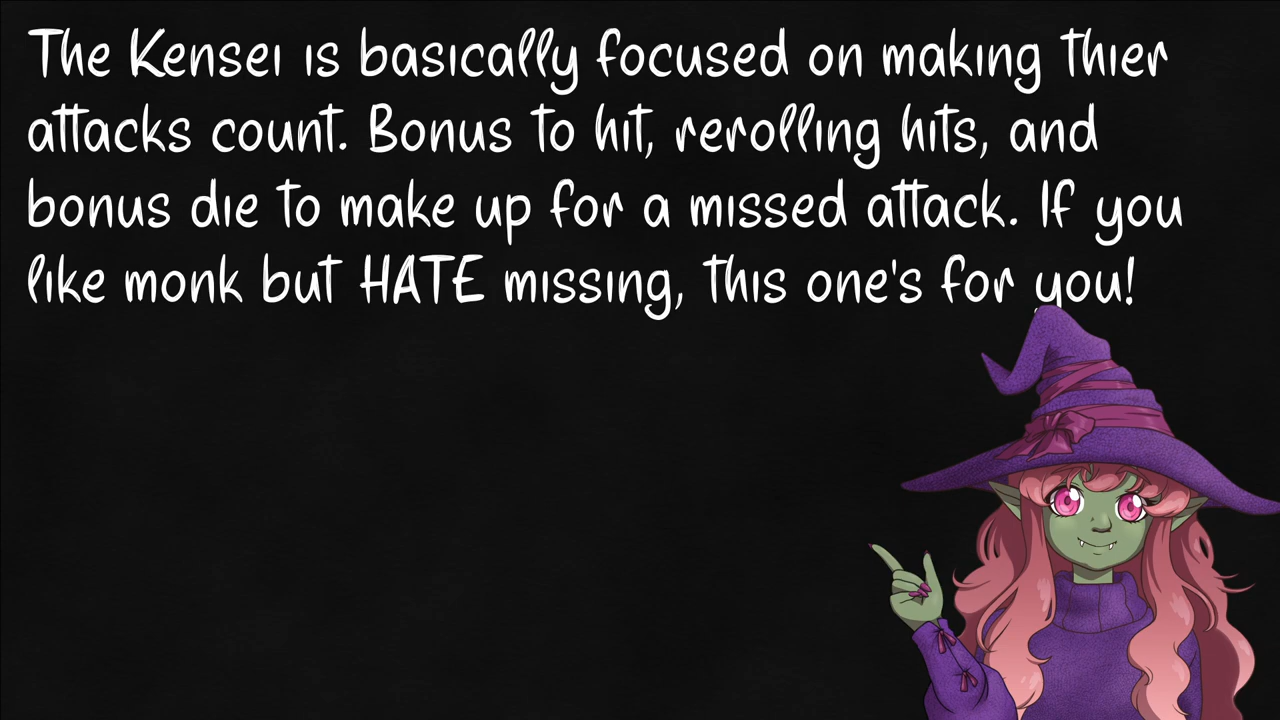 The Kensei is basically focused on making thier
attacks count. Bonus to hit, rerolling hits, and
bonus die to make up for a missed attack. If you
like monk but HATE missing, this one's for you!